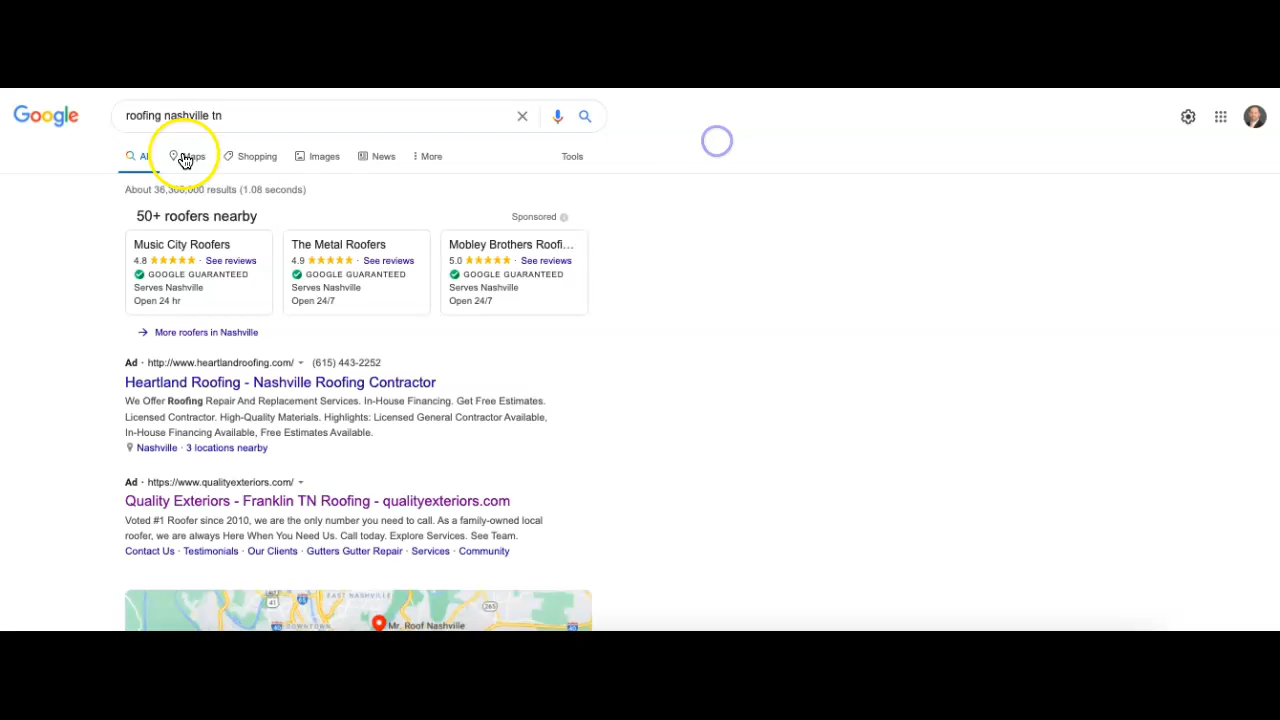 Google
roofing nashville tn
All Maps Shopping Images News More Tools
About 36,300,000 results (1.08 seconds)
50+ roofers nearby Sponsored
Music City Roofers
4.8 See reviews
GOOGLE GUARANTEED
Serves Nashville
Open 24 hr
The Metal Roofers
4.9 See reviews
GOOGLE GUARANTEED
Serves Nashville
Open 24/7
Mobley Brothers Roofi...
5.0 See reviews
GOOGLE GUARANTEED
Serves Nashville
Open 24/7
More roofers in Nashville
Ad · http://www.heartlandroofing.com/ (615) 443-2252
Heartland Roofing - Nashville Roofing Contractor
We Offer Roofing Repair And Replacement Services. In-House Financing. Get Free Estimates.
Licensed Contractor. High-Quality Materials. Highlights: Licensed General Contractor Available,
In-House Financing Available, Free Estimates Available.
Nashville · 3 locations nearby
Ad · https://www.qualityexteriors.com/
Quality Exteriors - Franklin TN Roofing - qualityexteriors.com
Voted #1 Roofer since 2010, we are the only number you need to call. As a family-owned local
roofer, we are always Here When You Need Us. Call today. Explore Services. See Team.
Contact Us · Testimonials · Our Clients · Gutters Gutter Repair · Services · Community
EAST NASHVILLE
41
265
DOWNTOWN
Mr. Roof Nashville
40